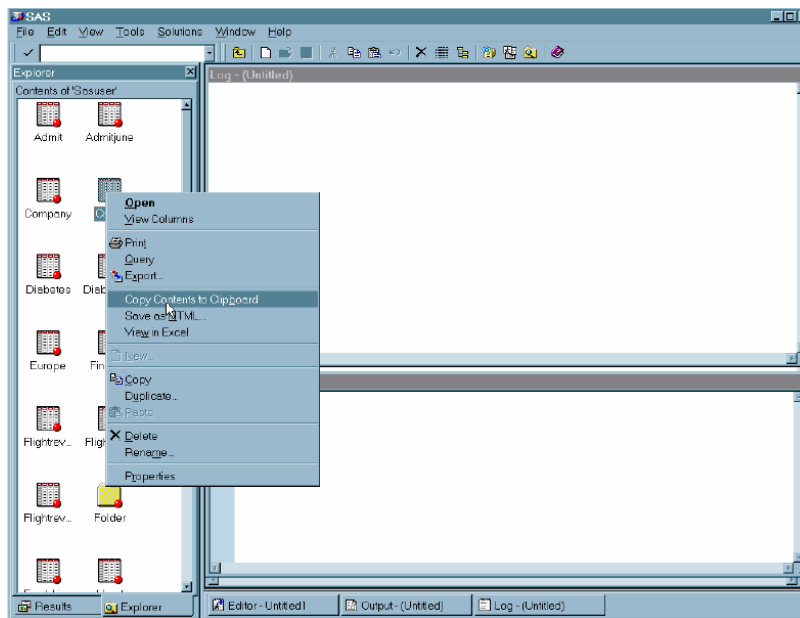 SAS
File Edit View Tools Solutions Window Help
Explorer
Contents of 'Sasuser'
Admit Admitjune
Company
Diabetes
Europe
Flightrev...
Flightrev... Folder
Open
View Columns
Print
Query
Export...
Copy Contents to Clipboard
Save as HTML...
View in Excel
New...
Copy
Duplicate...
Paste
Delete
Rename...
Properties
Log - (Untitled)
Results Explorer
Editor - Untitled1 Output - (Untitled) Log - (Untitled)